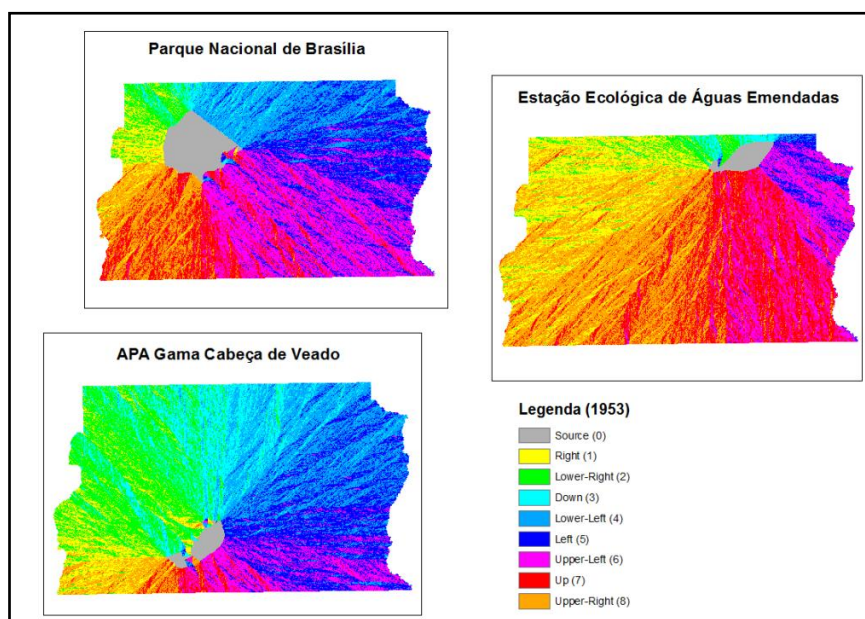 Parque Nacional de Brasília
Estação Ecológica de Águas Emendadas
APA Gama Cabeça de Veado
Legenda (1953)
Source (0)
Right (1)
Lower-Right (2)
Down (3)
Lower-Left (4)
Left (5)
Upper-Left (6)
Up (7)
Upper-Right (8)